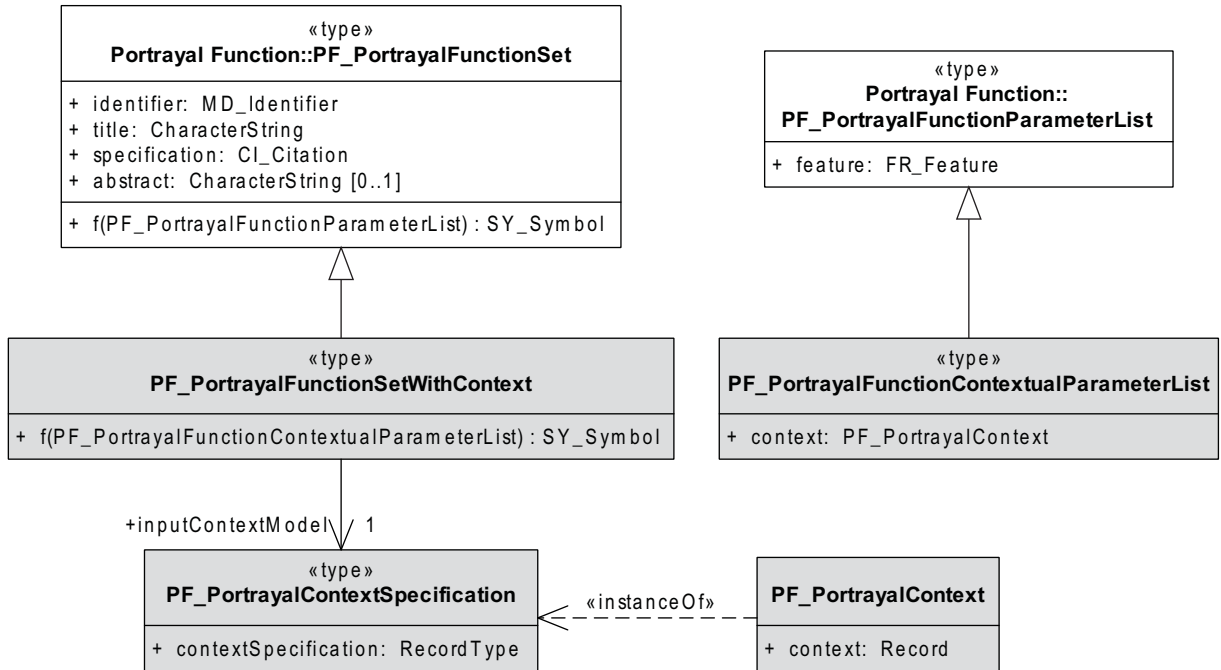 «type»
Portrayal Function::PF_PortrayalFunctionSet
+ identifier: MD_Identifier
+ title: CharacterString
+ specification: CI_Citation
+ abstract: CharacterString [0..1]
+ f(PF_PortrayalFunctionParameterList) : SY_Symbol
«type»
Portrayal Function::
PF_PortrayalFunctionParameterList
+ feature: FR_Feature
«type»
PF_PortrayalFunctionSetWithContext
+ f(PF_PortrayalFunctionContextualParameterList) : SY_Symbol
«type»
PF_PortrayalFunctionContextualParameterList
+ context: PF_PortrayalContext
+inputContextModel 1
«type»
PF_PortrayalContextSpecification
+ contextSpecification: RecordType
«instanceOf»
PF_PortrayalContext
+ context: Record